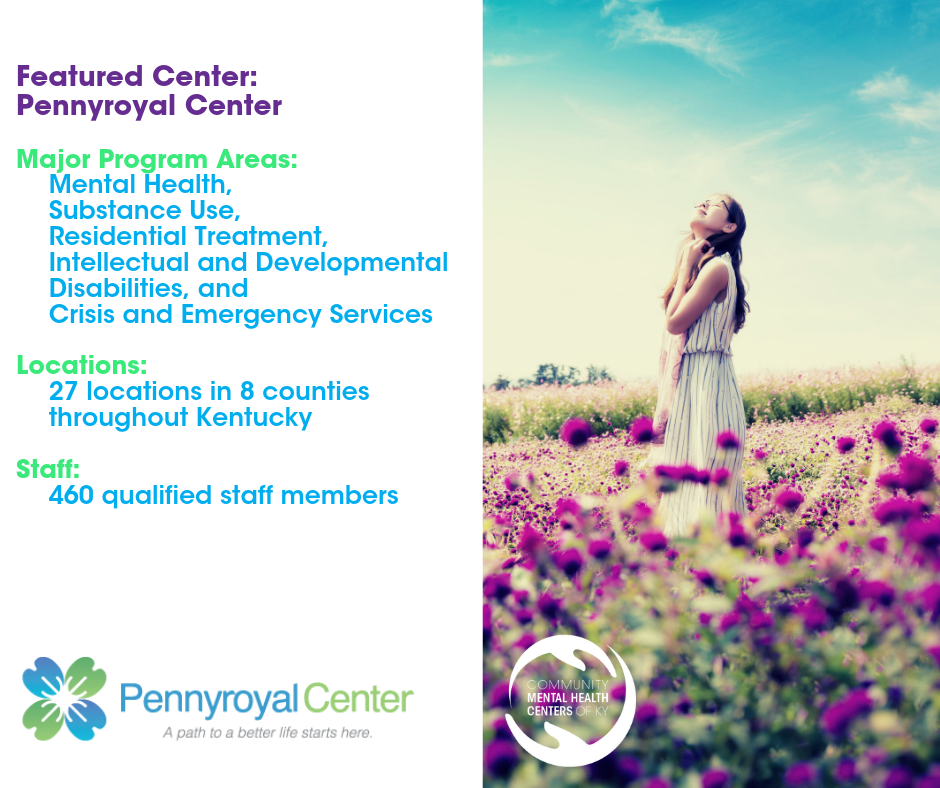 Featured Center:
Pennyroyal Center
Major Program Areas:
Mental Health,
Substance Use,
Residential Treatment,
Intellectual and Developmental
Disabilities, and
Crisis and Emergency Services
Locations:
27 locations in 8 counties
throughout Kentucky
Staff:
460 qualified staff members
Pennyroyal Center
A path to a better life starts here.
COMMUNITY
MENTAL HEALTH
CENTERS OF KY